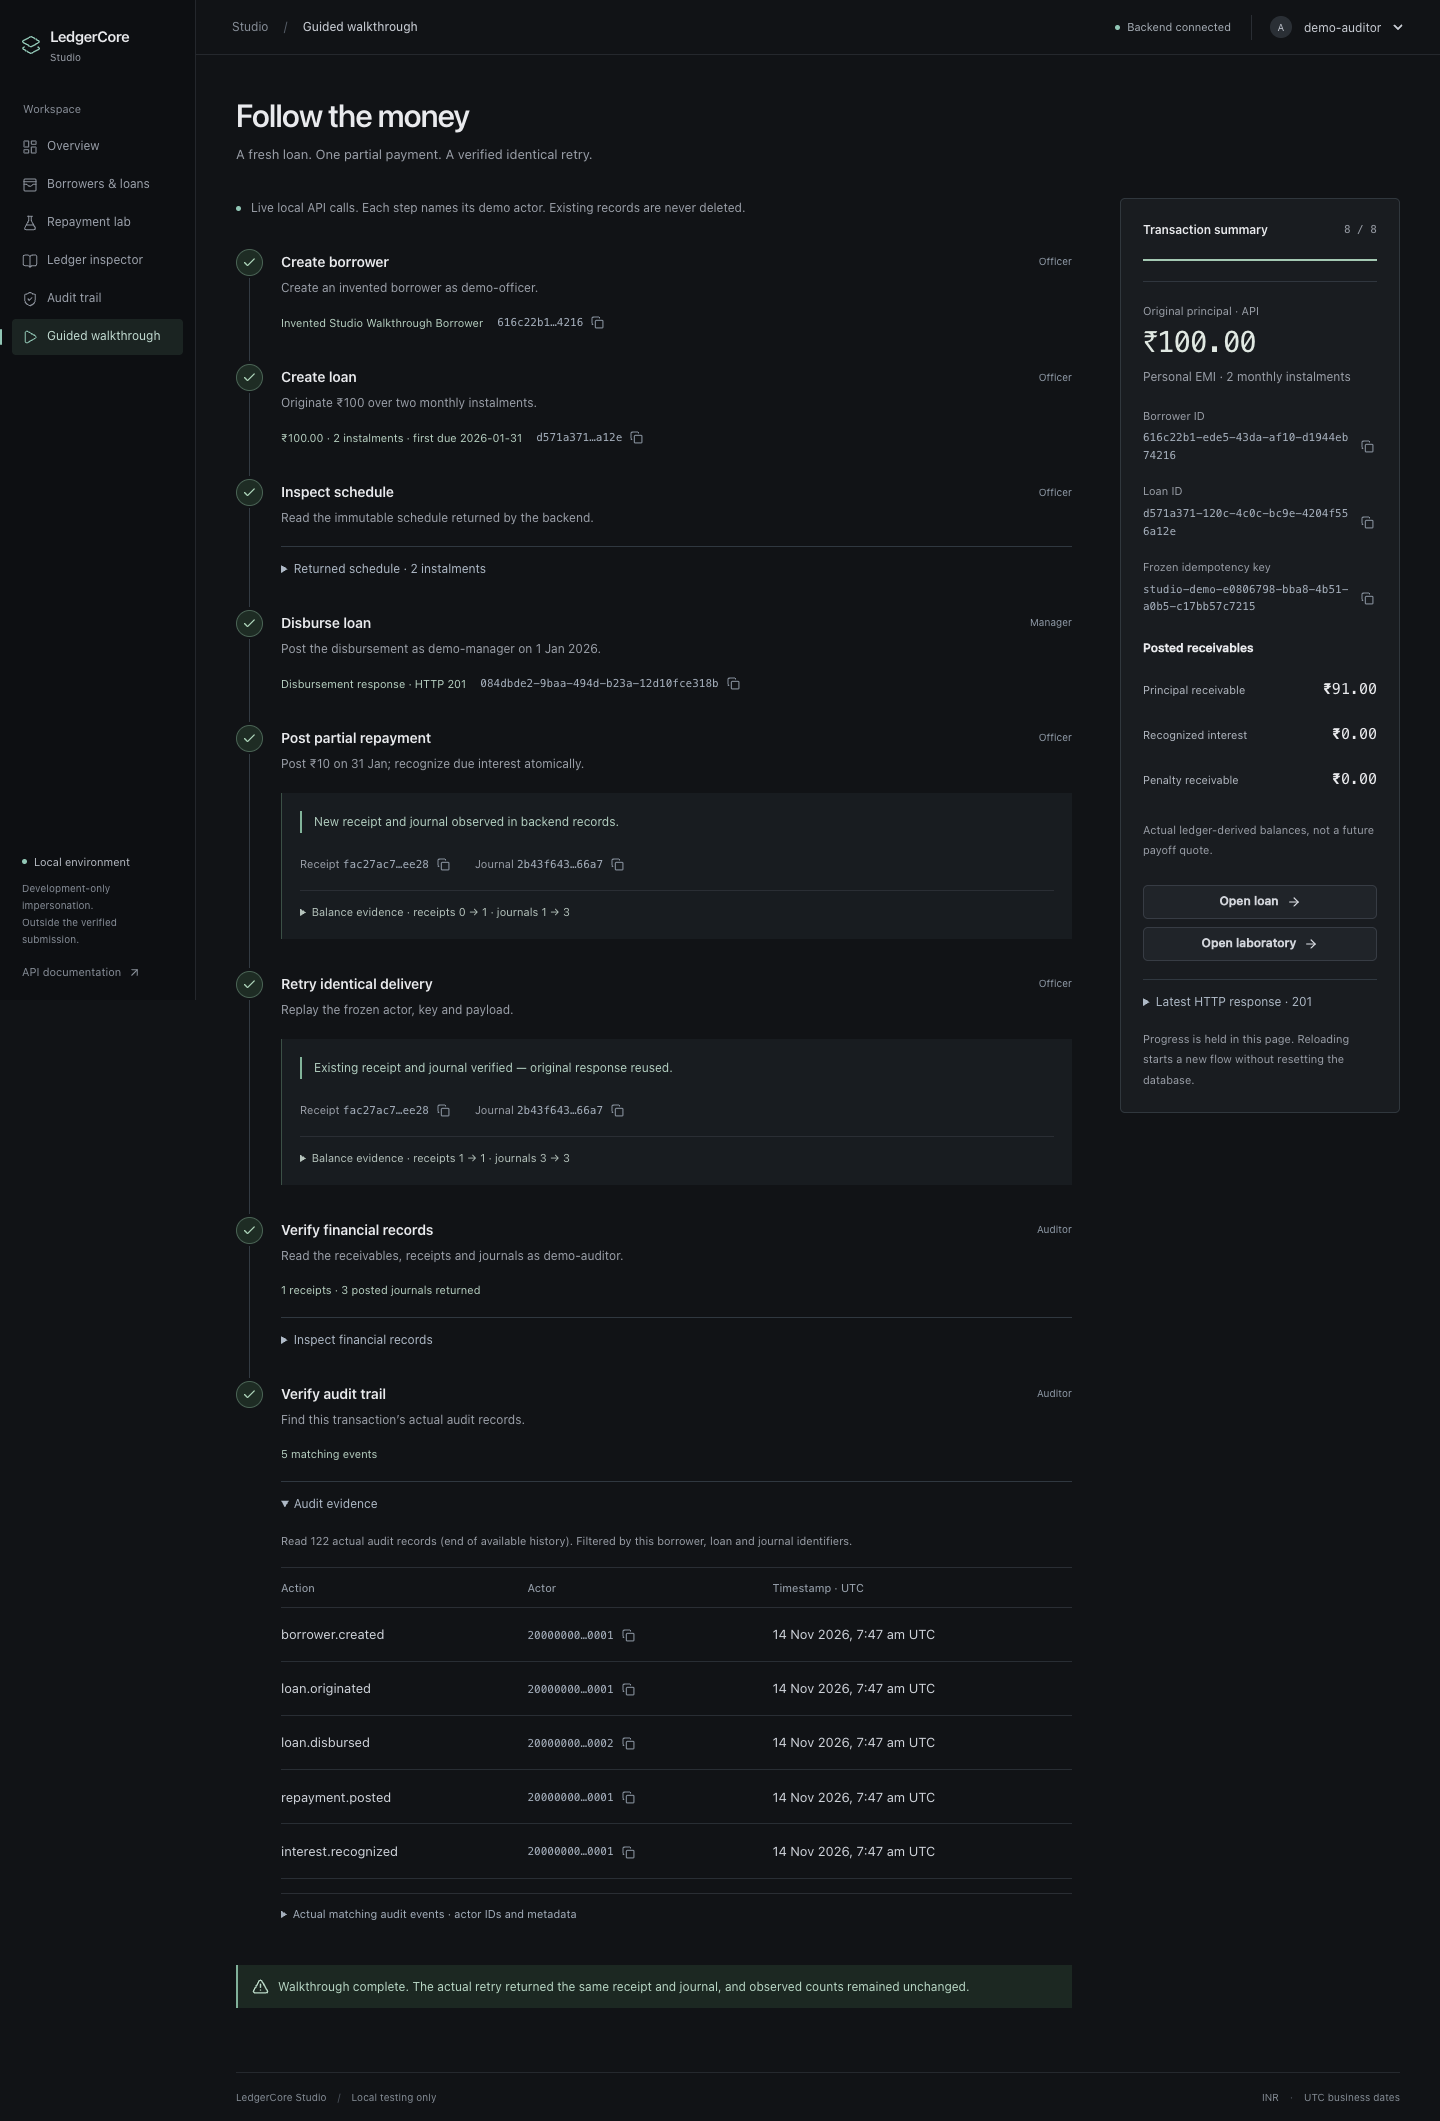 LedgerCore
Studio
Workspace
Overview
Borrowers & loans
Repayment lab
Ledger inspector
Audit trail
Guided walkthrough
Local environment
Development-only
impersonation.
Outside the verified
submission.
API documentation
Studio / Guided walkthrough
Backend connected
A demo-auditor
Follow the money
A fresh loan. One partial payment. A verified identical retry.
Live local API calls. Each step names its demo actor. Existing records are never deleted.
Create borrower Officer
Create an invented borrower as demo-officer.
Invented Studio Walkthrough Borrower 616c22b1…4216
Create loan Officer
Originate ₹100 over two monthly instalments.
₹100.00 · 2 instalments · first due 2026-01-31 d571a371…a12e
Inspect schedule Officer
Read the immutable schedule returned by the backend.
Returned schedule · 2 instalments
Disburse loan Manager
Post the disbursement as demo-manager on 1 Jan 2026.
Disbursement response · HTTP 201 084dbde2-9baa-494d-b23a-12d10fce318b
Post partial repayment Officer
Post ₹10 on 31 Jan; recognize due interest atomically.
New receipt and journal observed in backend records.
Receipt fac27ac7…ee28 Journal 2b43f643…66a7
Balance evidence · receipts 0 → 1 · journals 1 → 3
Retry identical delivery Officer
Replay the frozen actor, key and payload.
Existing receipt and journal verified — original response reused.
Receipt fac27ac7…ee28 Journal 2b43f643…66a7
Balance evidence · receipts 1 → 1 · journals 3 → 3
Verify financial records Auditor
Read the receivables, receipts and journals as demo-auditor.
1 receipts · 3 posted journals returned
Inspect financial records
Verify audit trail Auditor
Find this transaction's actual audit records.
5 matching events
Audit evidence
Read 122 actual audit records (end of available history). Filtered by this borrower, loan and journal identifiers.
Action Actor Timestamp · UTC
borrower.created 20000000…0001 14 Nov 2026, 7:47 am UTC
loan.originated 20000000…0001 14 Nov 2026, 7:47 am UTC
loan.disbursed 20000000…0002 14 Nov 2026, 7:47 am UTC
repayment.posted 20000000…0001 14 Nov 2026, 7:47 am UTC
interest.recognized 20000000…0001 14 Nov 2026, 7:47 am UTC
Actual matching audit events · actor IDs and metadata
Walkthrough complete. The actual retry returned the same receipt and journal, and observed counts remained unchanged.
Transaction summary 8 / 8
Original principal · API
₹100.00
Personal EMI · 2 monthly instalments
Borrower ID
616c22b1-ede5-43da-af10-d1944eb
74216
Loan ID
d571a371-120c-4c0c-bc9e-4204f55
6a12e
Frozen idempotency key
studio-demo-e0806798-bba8-4b51-
a0b5-c17bb57c7215
Posted receivables
Principal receivable ₹91.00
Recognized interest ₹0.00
Penalty receivable ₹0.00
Actual ledger-derived balances, not a future
payoff quote.
Open loan →
Open laboratory →
Latest HTTP response · 201
Progress is held in this page. Reloading
starts a new flow without resetting the
database.
LedgerCore Studio / Local testing only
INR · UTC business dates